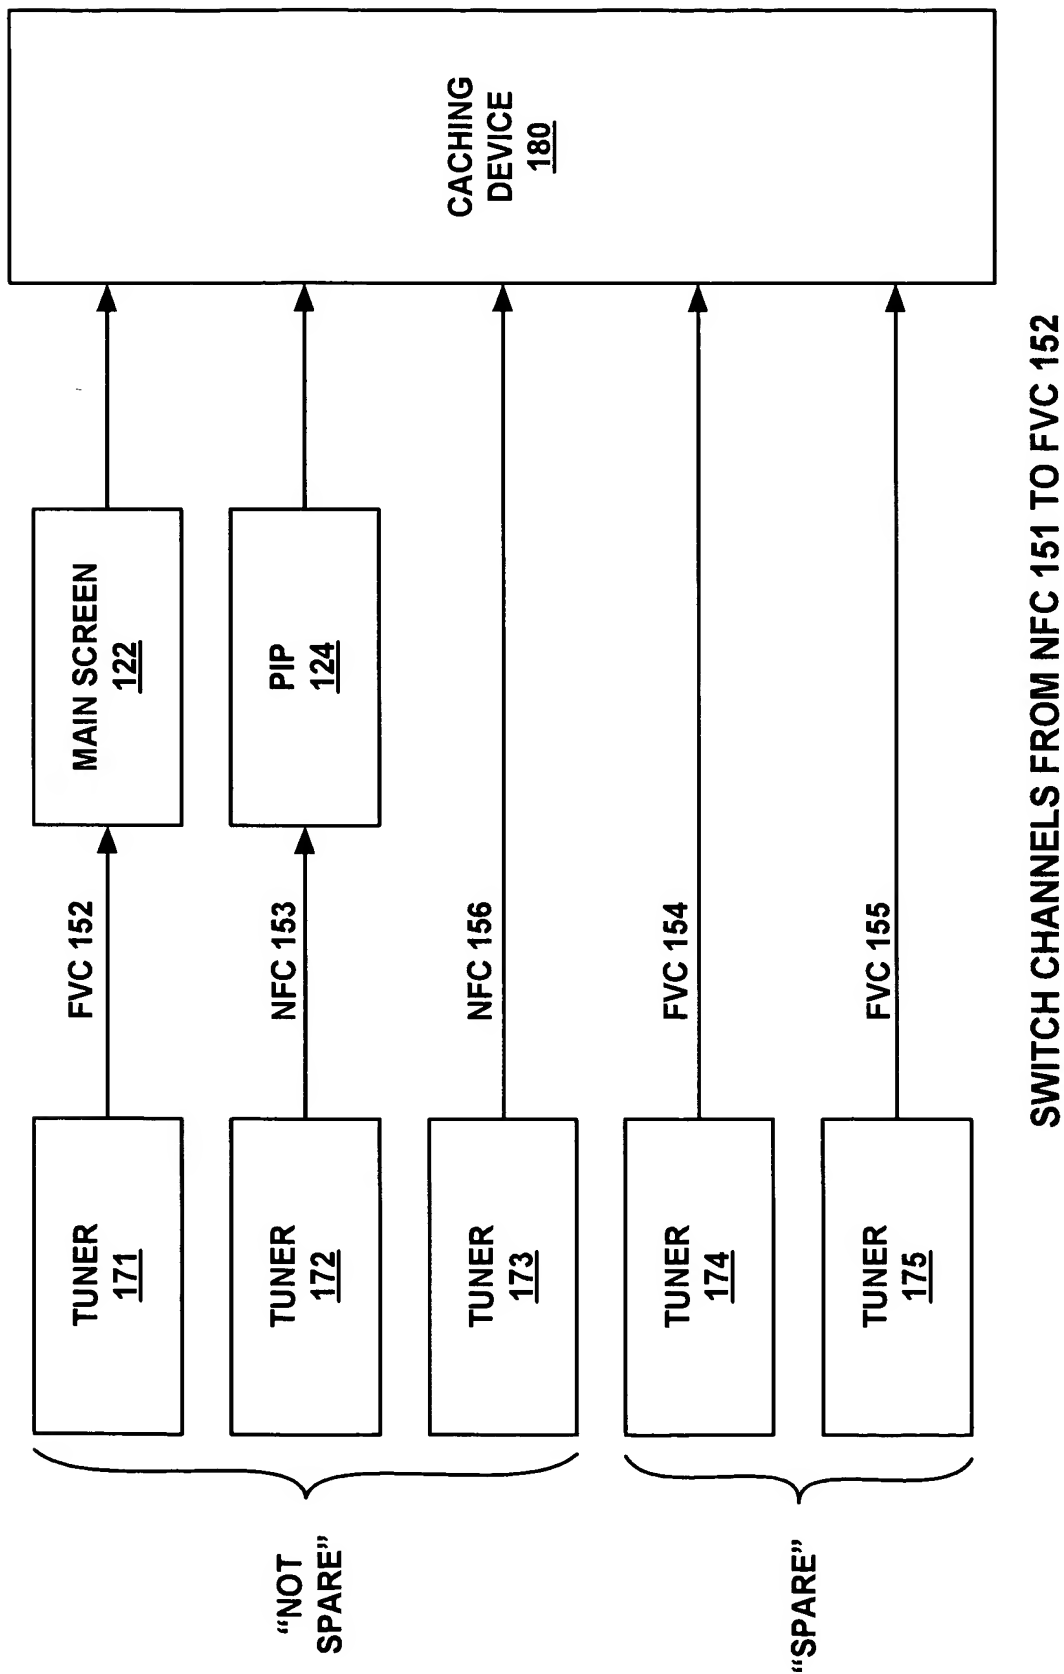 CACHING
DEVICE
180
MAIN SCREEN
122
PIP
124
FVC 152
NFC 153
NFC 156
FVC 154
FVC 155
TUNER
171
TUNER
172
TUNER
173
TUNER
174
TUNER
175
“NOT
SPARE”
“SPARE”
SWITCH CHANNELS FROM NFC 151 TO FVC 152